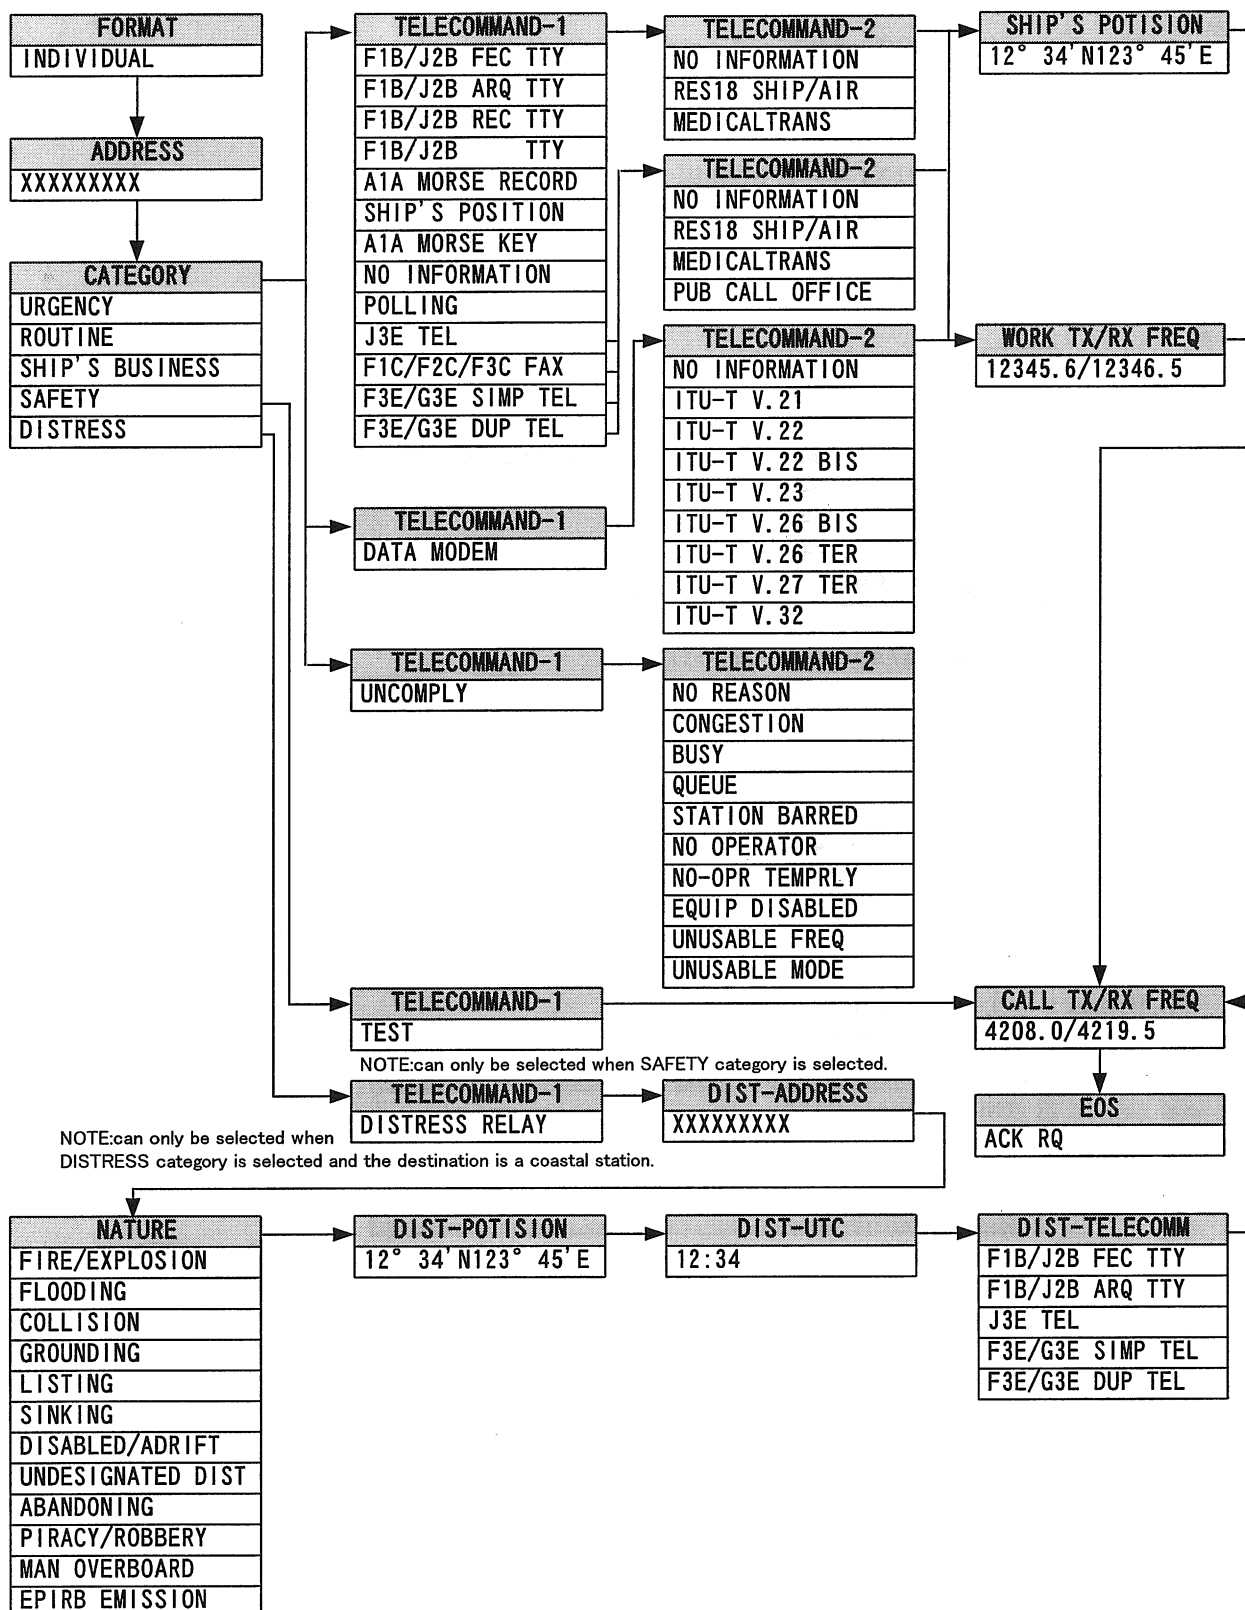 FORMAT
INDIVIDUAL
ADDRESS
XXXXXXXXX
CATEGORY
URGENCY
ROUTINE
SHIP'S BUSINESS
SAFETY
DISTRESS
TELECOMMAND-1
F1B/J2B FEC TTY
F1B/J2B ARQ TTY
F1B/J2B REC TTY
F1B/J2B TTY
A1A MORSE RECORD
SHIP'S POSITION
A1A MORSE KEY
NO INFORMATION
POLLING
J3E TEL
F1C/F2C/F3C FAX
F3E/G3E SIMP TEL
F3E/G3E DUP TEL
TELECOMMAND-2
NO INFORMATION
RES18 SHIP/AIR
MEDICALTRANS
TELECOMMAND-2
NO INFORMATION
RES18 SHIP/AIR
MEDICALTRANS
PUB CALL OFFICE
SHIP'S POTISION
12° 34'N123° 45'E
WORK TX/RX FREQ
12345.6/12346.5
TELECOMMAND-1
DATA MODEM
TELECOMMAND-2
NO INFORMATION
ITU-T V.21
ITU-T V.22
ITU-T V.22 BIS
ITU-T V.23
ITU-T V.26 BIS
ITU-T V.26 TER
ITU-T V.27 TER
ITU-T V.32
TELECOMMAND-1
UNCOMPLY
TELECOMMAND-2
NO REASON
CONGESTION
BUSY
QUEUE
STATION BARRED
NO OPERATOR
NO-OPR TEMPRLY
EQUIP DISABLED
UNUSABLE FREQ
UNUSABLE MODE
TELECOMMAND-1
TEST
NOTE:can only be selected when SAFETY category is selected.
CALL TX/RX FREQ
4208.0/4219.5
EOS
ACK RQ
TELECOMMAND-1
DISTRESS RELAY
NOTE:can only be selected when
DISTRESS category is selected and the destination is a coastal station.
DIST-ADDRESS
XXXXXXXXX
NATURE
FIRE/EXPLOSION
FLOODING
COLLISION
GROUNDING
LISTING
SINKING
DISABLED/ADRIFT
UNDESIGNATED DIST
ABANDONING
PIRACY/ROBBERY
MAN OVERBOARD
EPIRB EMISSION
DIST-POTISION
12° 34'N123° 45'E
DIST-UTC
12:34
DIST-TELECOMM
F1B/J2B FEC TTY
F1B/J2B ARQ TTY
J3E TEL
F3E/G3E SIMP TEL
F3E/G3E DUP TEL